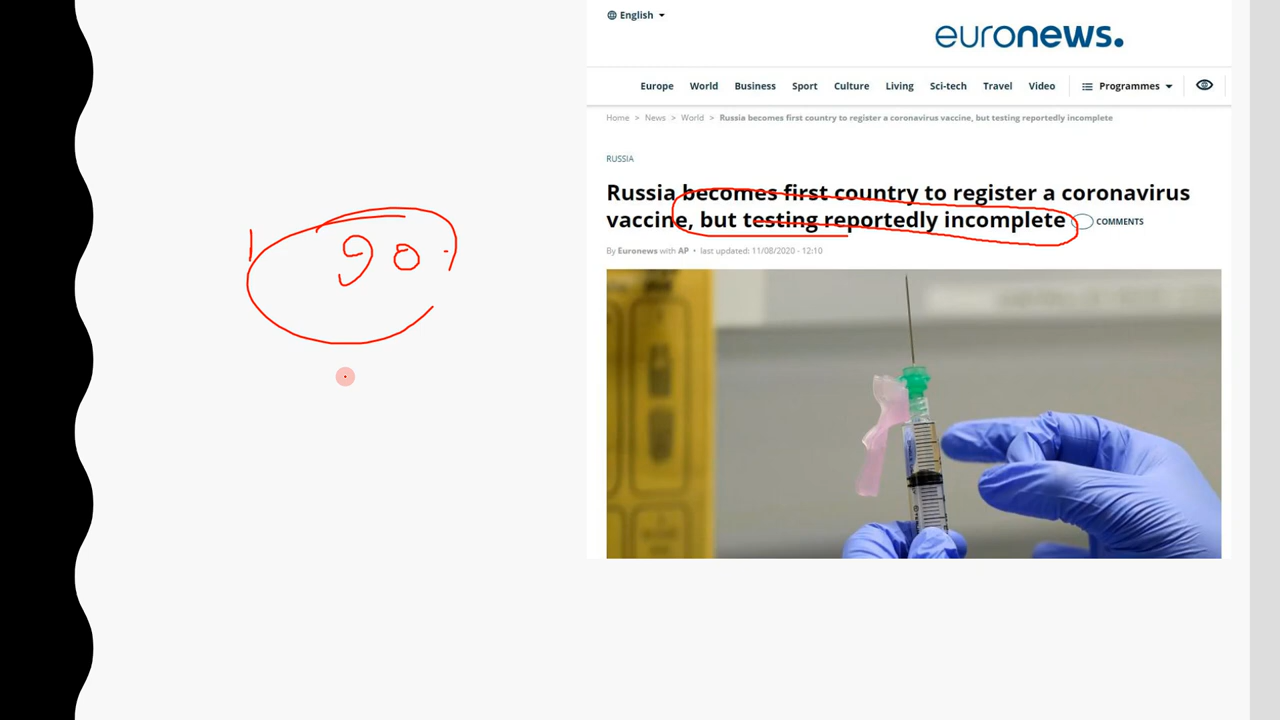 English
euronews.
Europe World Business Sport Culture Living Sci-tech Travel Video Programmes
Home > News > World > Russia becomes first country to register a coronavirus vaccine, but testing reportedly incomplete
RUSSIA
Russia becomes first country to register a coronavirus
vaccine, but testing reportedly incomplete
COMMENTS
By Euronews with AP • last updated: 11/08/2020 - 12:10
90